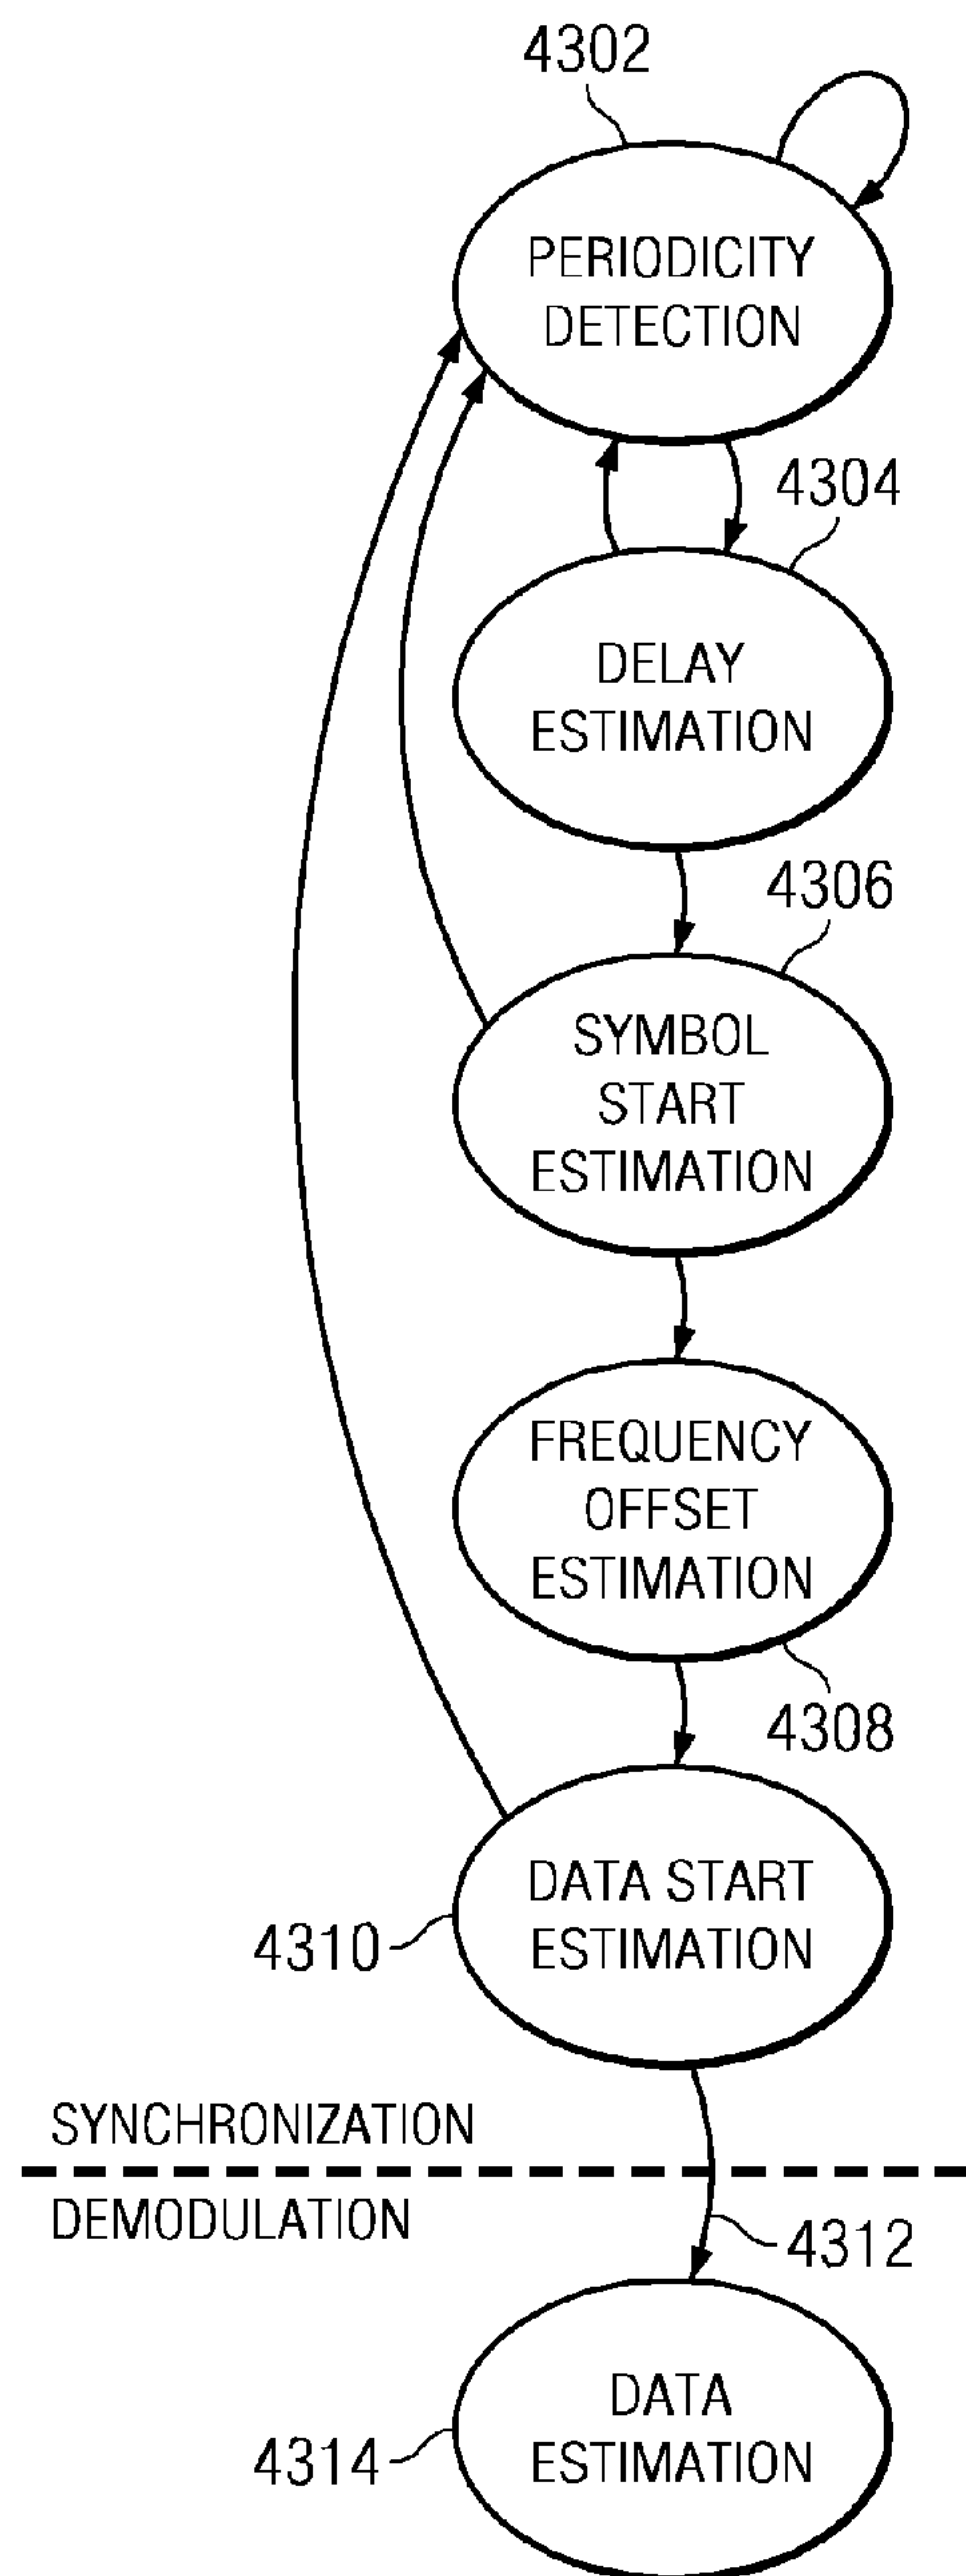 4302
PERIODICITY
DETECTION
4304
DELAY
ESTIMATION
4306
SYMBOL
START
ESTIMATION
FREQUENCY
OFFSET
ESTIMATION
4308
DATA START
ESTIMATION
4310
SYNCHRONIZATION
DEMODULATION
4312
DATA
ESTIMATION
4314